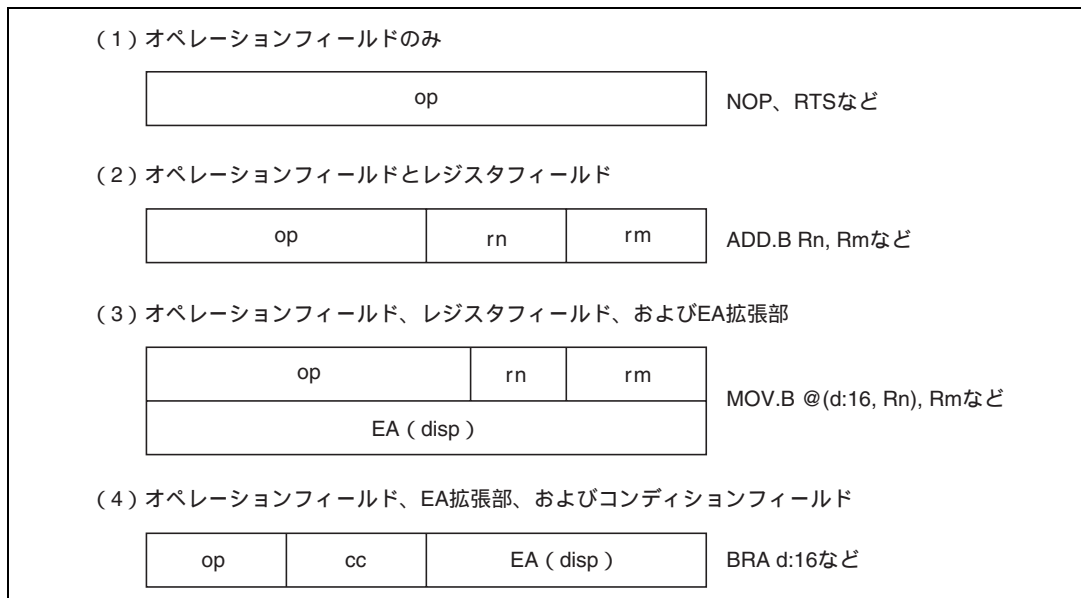 (1)オペレーションフィールドのみ
op
NOP、RTSなど
(2)オペレーションフィールドとレジスタフィールド
op rn rm
ADD.B Rn, Rmなど
(3)オペレーションフィールド、レジスタフィールド、およびEA拡張部
op rn rm
EA(disp)
MOV.B @(d:16, Rn), Rmなど
(4)オペレーションフィールド、EA拡張部、およびコンディションフィールド
op cc EA(disp)
BRA d:16など